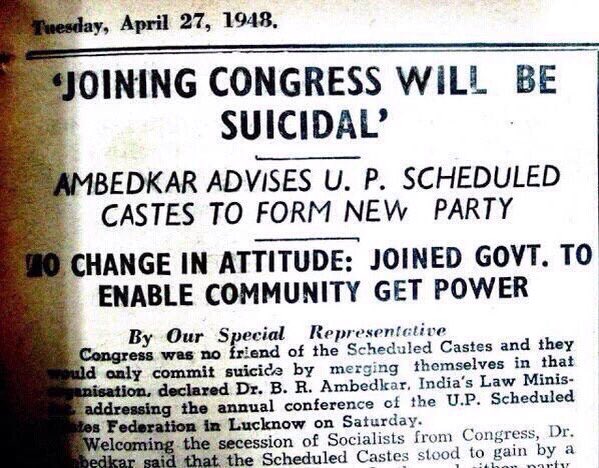 Tuesday, April 27, 1948.
'JOINING CONGRESS WILL BE
SUICIDAL'
AMBEDKAR ADVISES U. P. SCHEDULED
CASTES TO FORM NEW PARTY
NO CHANGE IN ATTITUDE: JOINED GOVT. TO
ENABLE COMMUNITY GET POWER
By Our Special Representative
Congress was no friend of the Scheduled Castes and they
would only commit suicide by merging themselves in that
organisation, declared Dr. B. R. Ambedkar, India's Law Minis-
addressing the annual conference of the U.P. Scheduled
Federation in Lucknow on Saturday.
Welcoming the secession of Socialists from Congress, Dr.
Ambedkar said that the Scheduled Castes stood to gain by a
party